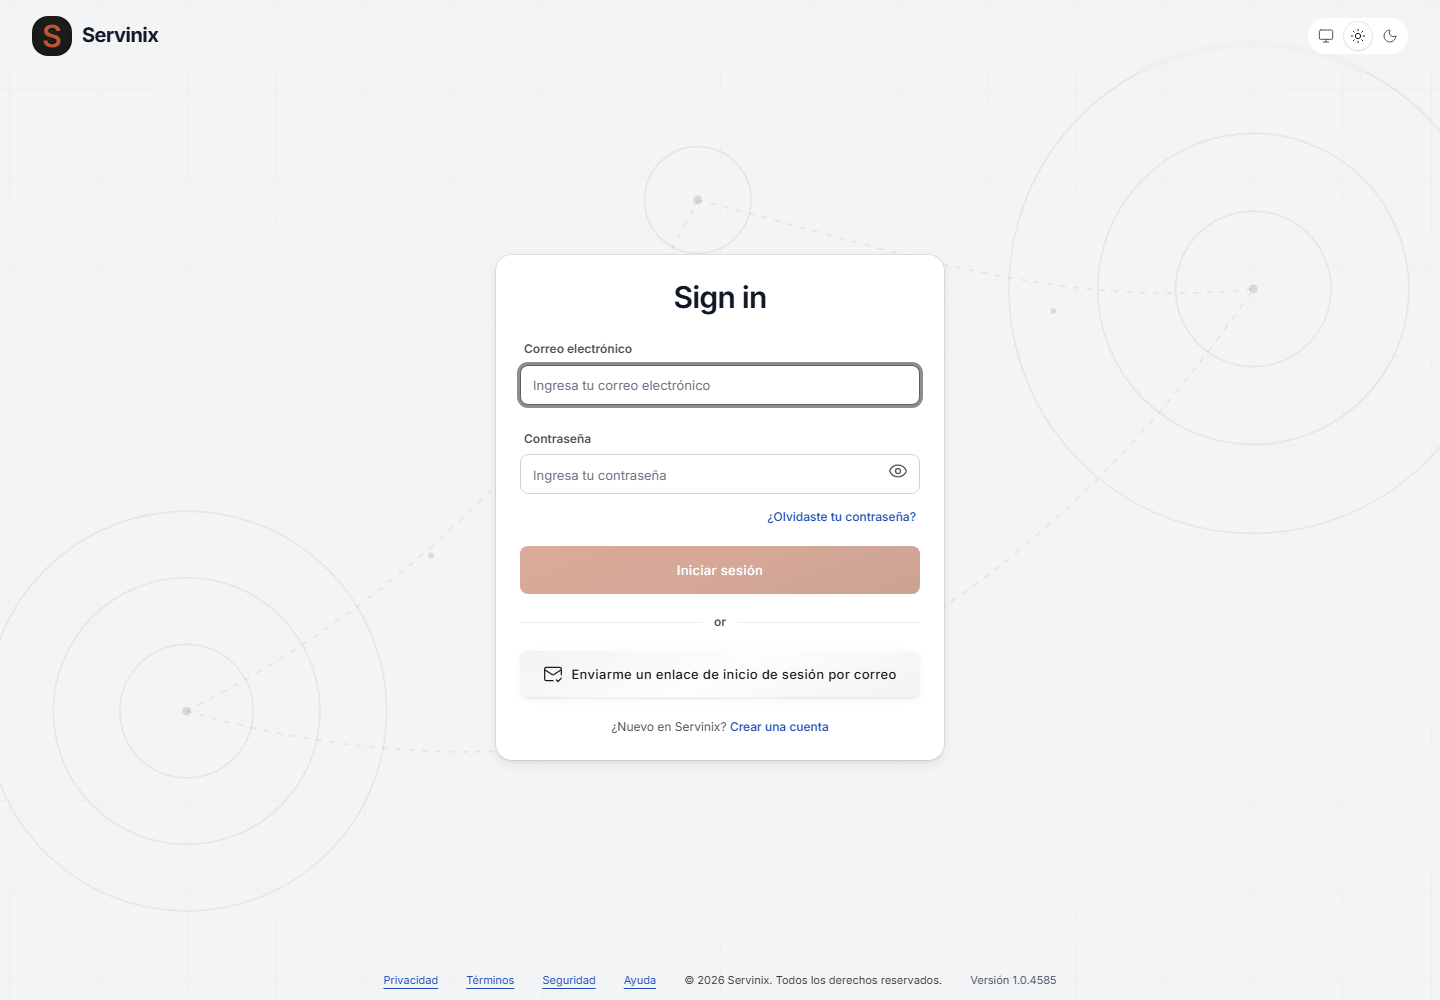 S Servinix
Sign in
Correo electrónico
Ingresa tu correo electrónico
Contraseña
Ingresa tu contraseña
¿Olvidaste tu contraseña?
Iniciar sesión
or
Enviarme un enlace de inicio de sesión por correo
¿Nuevo en Servinix? Crear una cuenta
Privacidad Términos Seguridad Ayuda © 2026 Servinix. Todos los derechos reservados. Versión 1.0.4585